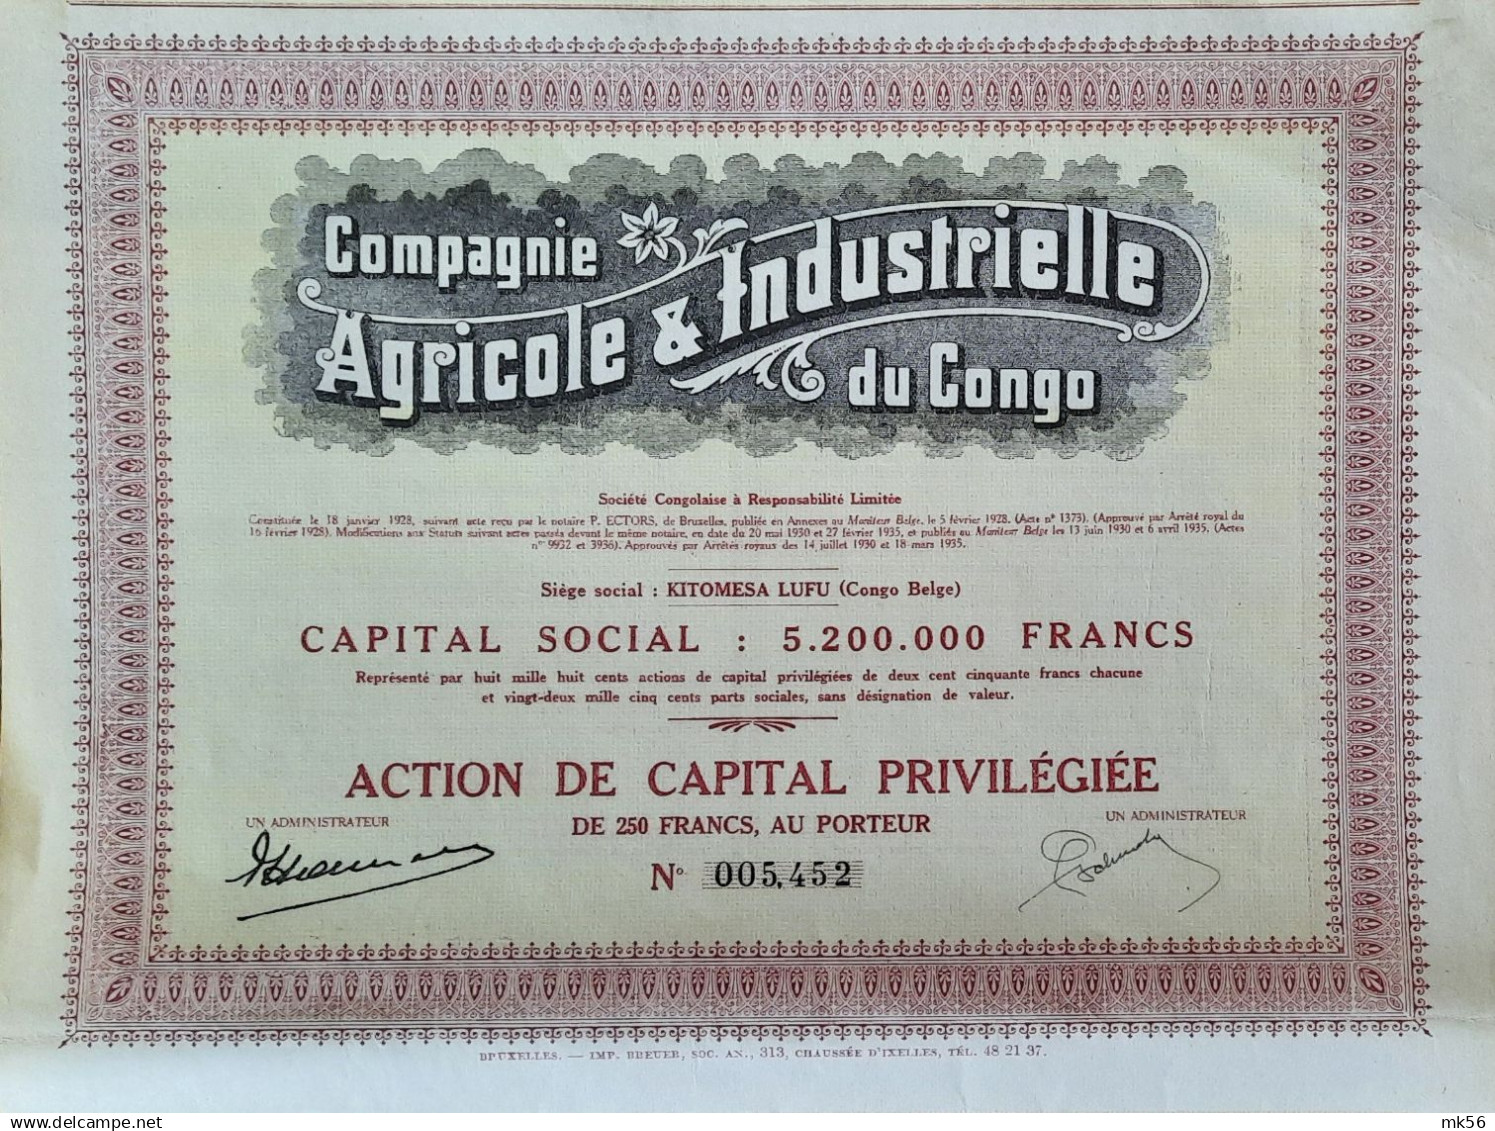 Compagnie
Agricole & Industrielle
du Congo
Société Congolaise à Responsabilité Limitée
Constituée le 18 janvier 1928, suivant acte reçu par le notaire P. ECTORS, de Bruxelles, publiée en Annexes au Moniteur Belge, le 5 février 1928. (Acte n° 1373). (Approuvé par Arrêté royal du
16 février 1928). Modifications aux Statuts suivant actes passés devant le même notaire, en date du 20 mai 1930 et 27 février 1935, et publiés au Moniteur Belge les 13 juin 1930 et 6 avril 1935. (Actes
nos 9932 et 3936). Approuvés par Arrêtés royaux des 14 juillet 1930 et 18 mars 1935.
Siège social : KITOMESA LUFU (Congo Belge)
CAPITAL SOCIAL : 5.200.000 FRANCS
Représenté par huit mille huit cents actions de capital privilégiées de deux cent cinquante francs chacune
et vingt-deux mille cinq cents parts sociales, sans désignation de valeur.
ACTION DE CAPITAL PRIVILÉGIÉE
DE 250 FRANCS, AU PORTEUR
UN ADMINISTRATEUR
UN ADMINISTRATEUR
N° 005,452
BRUXELLES. — IMP. BREUER, SOC. AN., 313, CHAUSSÉE D'IXELLES, TÉL. 48 21 37.
mk56